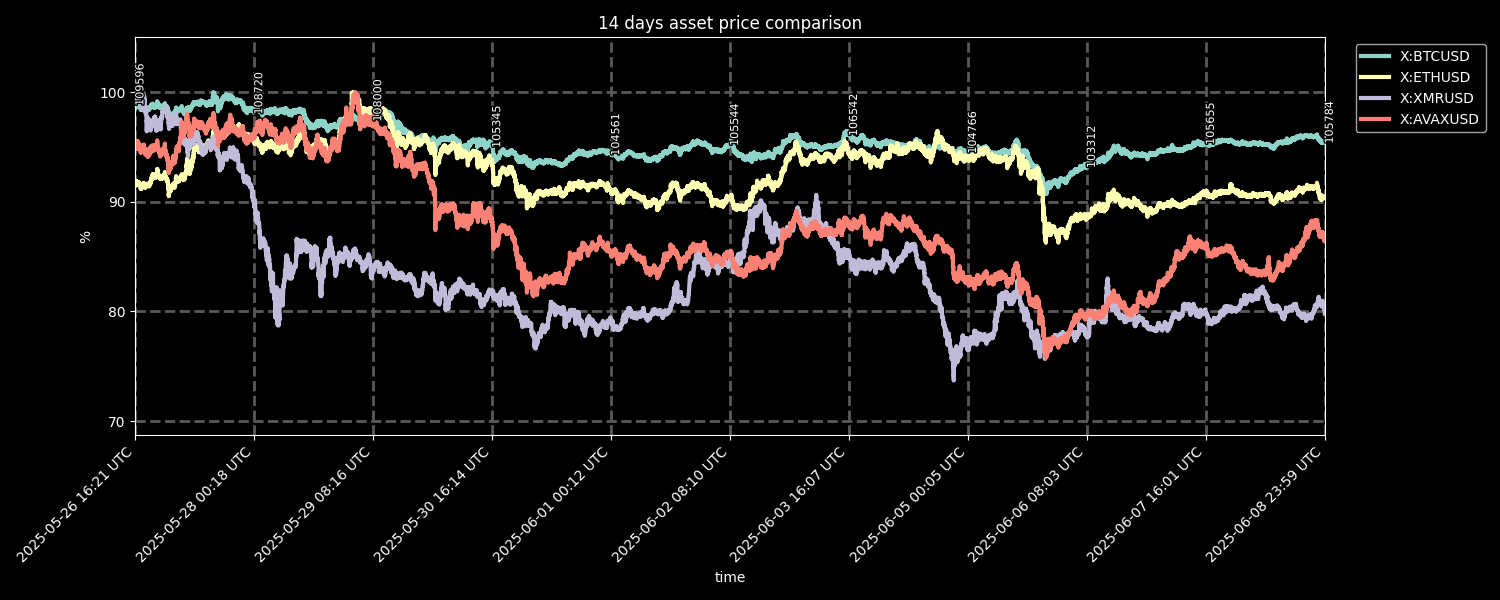 14 days asset price comparison
X:BTCUSD
X:ETHUSD
X:XMRUSD
X:AVAXUSD
100
90
80
70
%
109596
108720
108000
105345
104561
105544
106542
104766
103312
105655
105784
2025-05-26 16:21 UTC
2025-05-28 00:18 UTC
2025-05-29 08:16 UTC
2025-05-30 16:14 UTC
2025-06-01 00:12 UTC
2025-06-02 08:10 UTC
2025-06-03 16:07 UTC
2025-06-05 00:05 UTC
2025-06-06 08:03 UTC
2025-06-07 16:01 UTC
2025-06-08 23:59 UTC
time